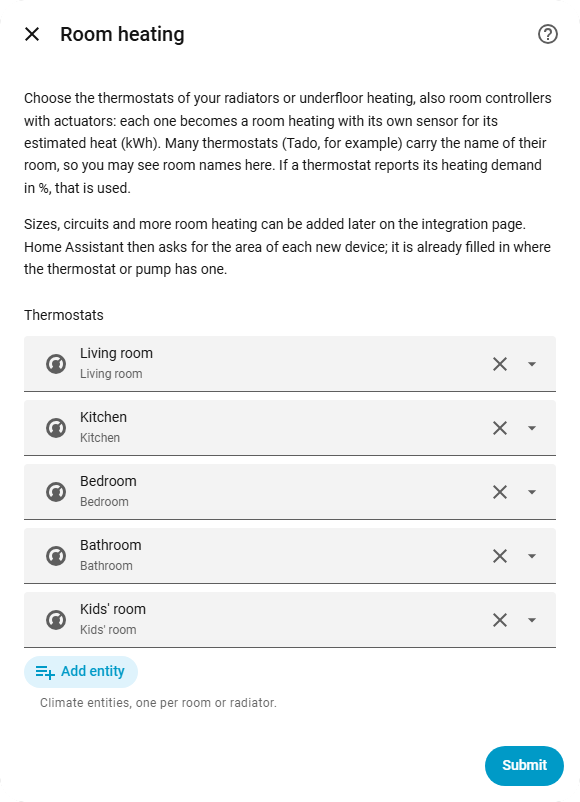 Room heating
Choose the thermostats of your radiators or underfloor heating, also room controllers
with actuators: each one becomes a room heating with its own sensor for its
estimated heat (kWh). Many thermostats (Tado, for example) carry the name of their
room, so you may see room names here. If a thermostat reports its heating demand
in %, that is used.
Sizes, circuits and more room heating can be added later on the integration page.
Home Assistant then asks for the area of each new device; it is already filled in where
the thermostat or pump has one.
Thermostats
Living room
Living room
Kitchen
Kitchen
Bedroom
Bedroom
Bathroom
Bathroom
Kids' room
Kids' room
Add entity
Climate entities, one per room or radiator.
Submit